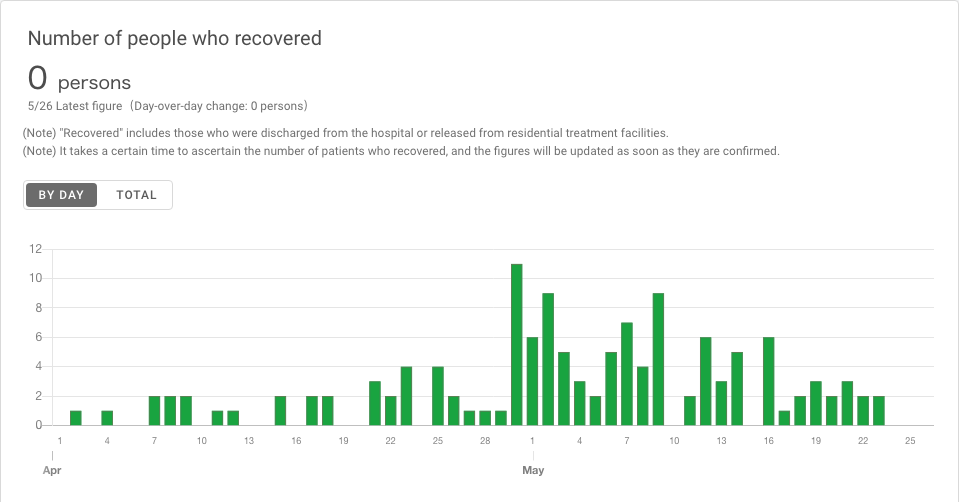 Number of people who recovered
0 persons
5/26 Latest figure（Day-over-day change: 0 persons）
(Note) "Recovered" includes those who were discharged from the hospital or released from residential treatment facilities.
(Note) It takes a certain time to ascertain the number of patients who recovered, and the figures will be updated as soon as they are confirmed.
BY DAY TOTAL
12
10
8
6
4
2
0
1 4 7 10 13 16 19 22 25 28 1 4 7 10 13 16 19 22 25
Apr May